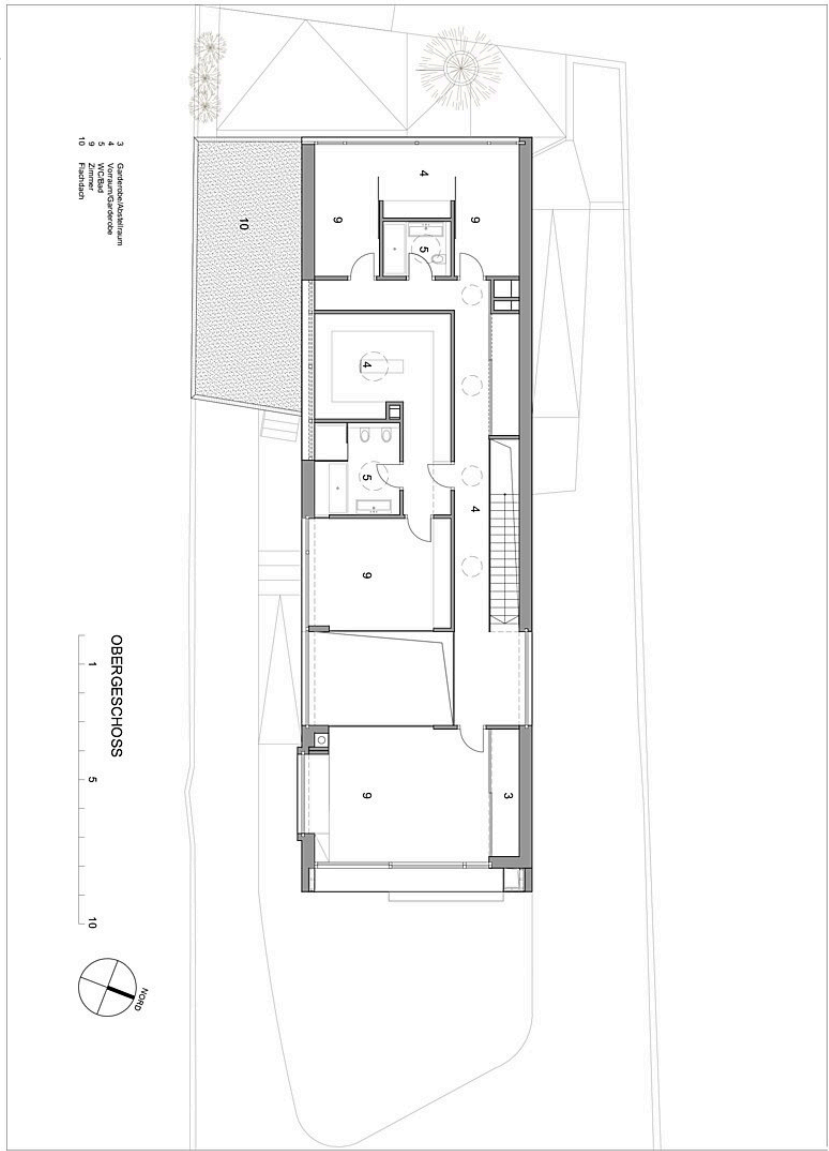 3 Garderobe/Abstellraum
4 Vorraum/Garderobe
5 WC/Bad
9 Zimmer
10 Flachdach
10
9
4
9
5
4
5
4
9
9
3
OBERGESCHOSS
1 5 10
NORD